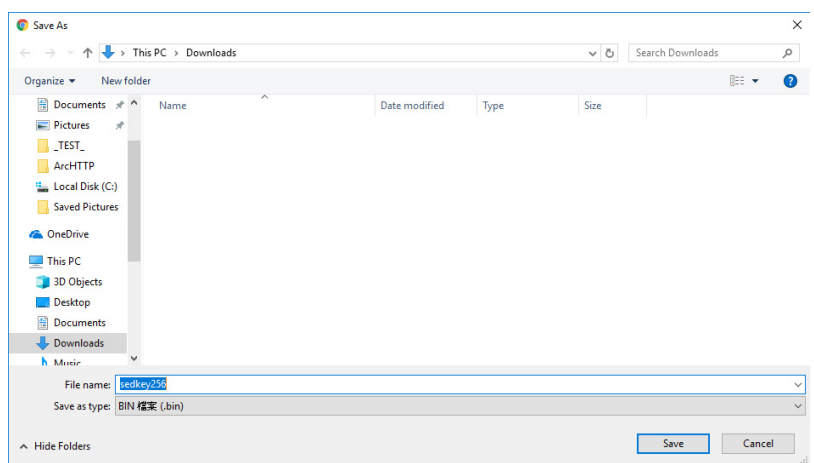 Save As
This PC > Downloads
Search Downloads
Organize
New folder
Name
Date modified
Type
Size
Documents
Pictures
_TEST_
ArcHTTP
Local Disk (C:)
Saved Pictures
OneDrive
This PC
3D Objects
Desktop
Documents
Downloads
Music
File name: sedkey256
Save as type: BIN 檔案 (.bin)
Hide Folders
Save
Cancel